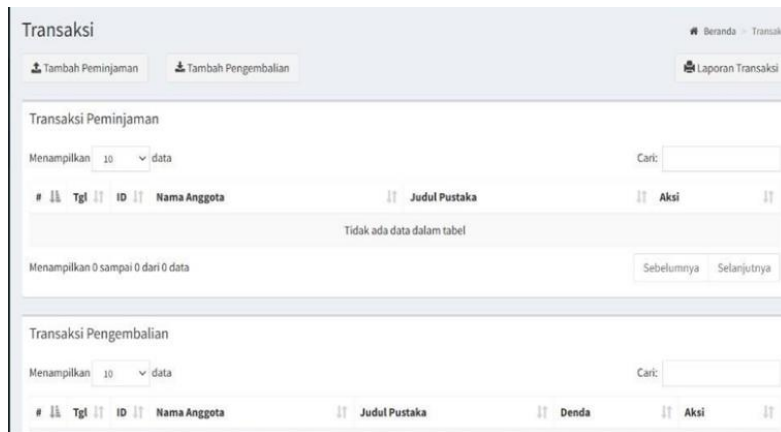 Transaksi
Beranda > Transak
Tambah Peminjaman
Tambah Pengembalian
Laporan Transaksi
Transaksi Peminjaman
Menampilkan 10 data
Cari:
# Tgl ID Nama Anggota Judul Pustaka Aksi
Tidak ada data dalam tabel
Menampilkan 0 sampai 0 dari 0 data
Sebelumnya Selanjutnya
Transaksi Pengembalian
Menampilkan 10 data
Cari:
# Tgl ID Nama Anggota Judul Pustaka Denda Aksi